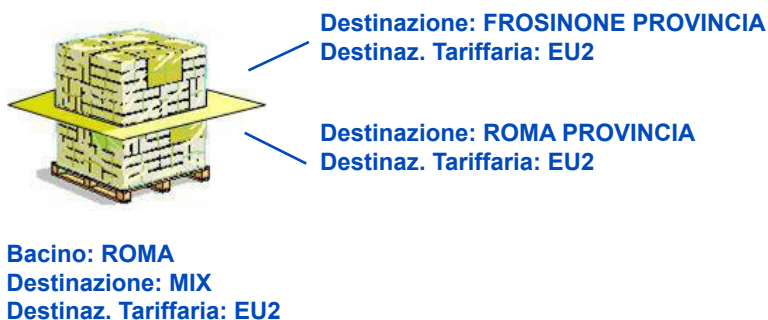 Destinazione: FROSINONE PROVINCIA
Destinaz. Tariffaria: EU2
Destinazione: ROMA PROVINCIA
Destinaz. Tariffaria: EU2
Bacino: ROMA
Destinazione: MIX
Destinaz. Tariffaria: EU2